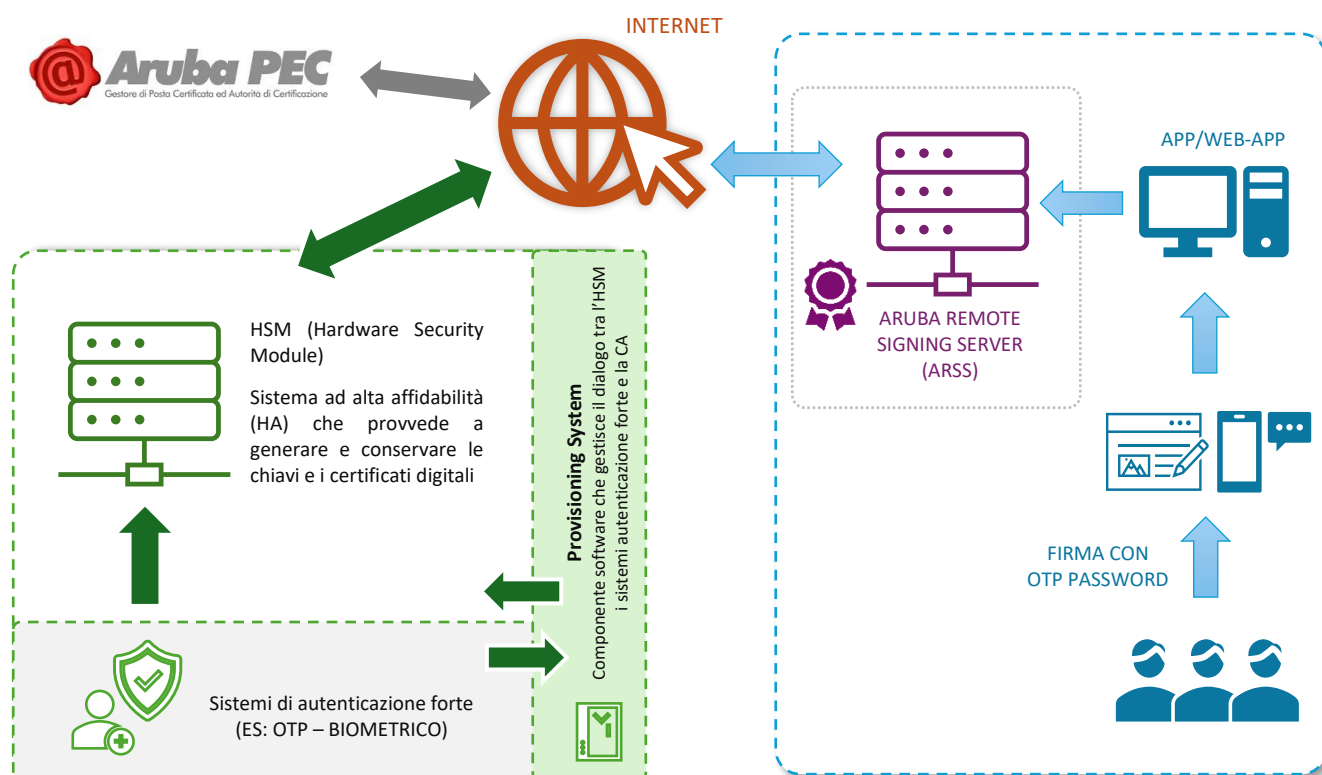 INTERNET
Aruba PEC
Gestore di Posta Certificata ed Autorità di Certificazione
APP/WEB-APP
ARUBA REMOTE
SIGNING SERVER
(ARSS)
HSM (Hardware Security
Module)
Sistema ad alta affidabilità
(HA) che provvede a
generare e conservare le
chiavi e i certificati digitali
Provisioning System
Componente software che gestisce il dialogo tra l'HSM
i sistemi autenticazione forte e la CA
FIRMA CON
OTP PASSWORD
Sistemi di autenticazione forte
(ES: OTP – BIOMETRICO)